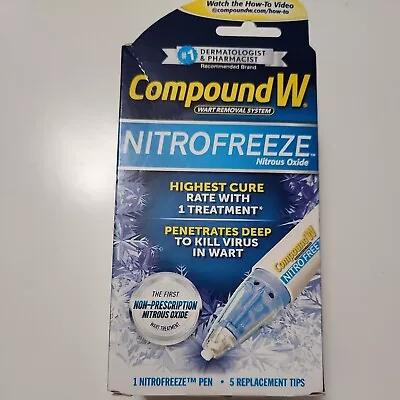 Watch the How-To Video
@compoundw.com/how-to
#1 DERMATOLOGIST
& PHARMACIST
Recommended Brand
Compound W®
WART REMOVAL SYSTEM
NITROFREEZE™
Nitrous Oxide
HIGHEST CURE
RATE WITH
1 TREATMENT*
PENETRATES DEEP
TO KILL VIRUS
IN WART
Compound W
NITROFREEZE
THE FIRST
NON-PRESCRIPTION
NITROUS OXIDE
WART TREATMENT
1 NITROFREEZE™ PEN • 5 REPLACEMENT TIPS